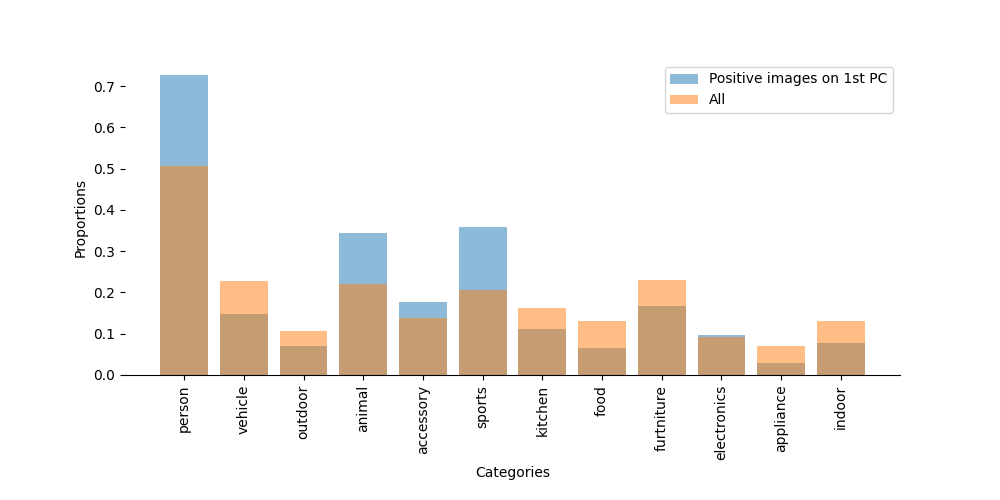 Positive images on 1st PC
All
0.7
0.6
0.5
0.4
0.3
0.2
0.1
0.0
Proportions
person
vehicle
outdoor
animal
accessory
sports
kitchen
food
furtniture
electronics
appliance
indoor
Categories